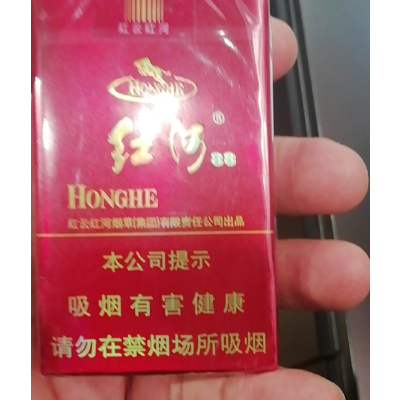 红云红河
HONGHE
红河® 88
HONGHE
红云红河烟草(集团)有限责任公司出品
本公司提示
吸烟有害健康
请勿在禁烟场所吸烟